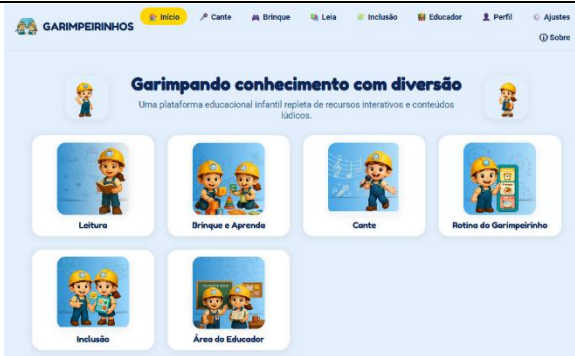 GARIMPEIRINHOS
Início Cante Brinque Leia Inclusão Educador Perfil Ajustes
Sobre
Garimpando conhecimento com diversão
Uma plataforma educacional infantil repleta de recursos interativos e conteúdos
lúdicos.
Leitura Brinque e Aprenda Cante Rotina do Garimpeirinho
Inclusão Área do Educador